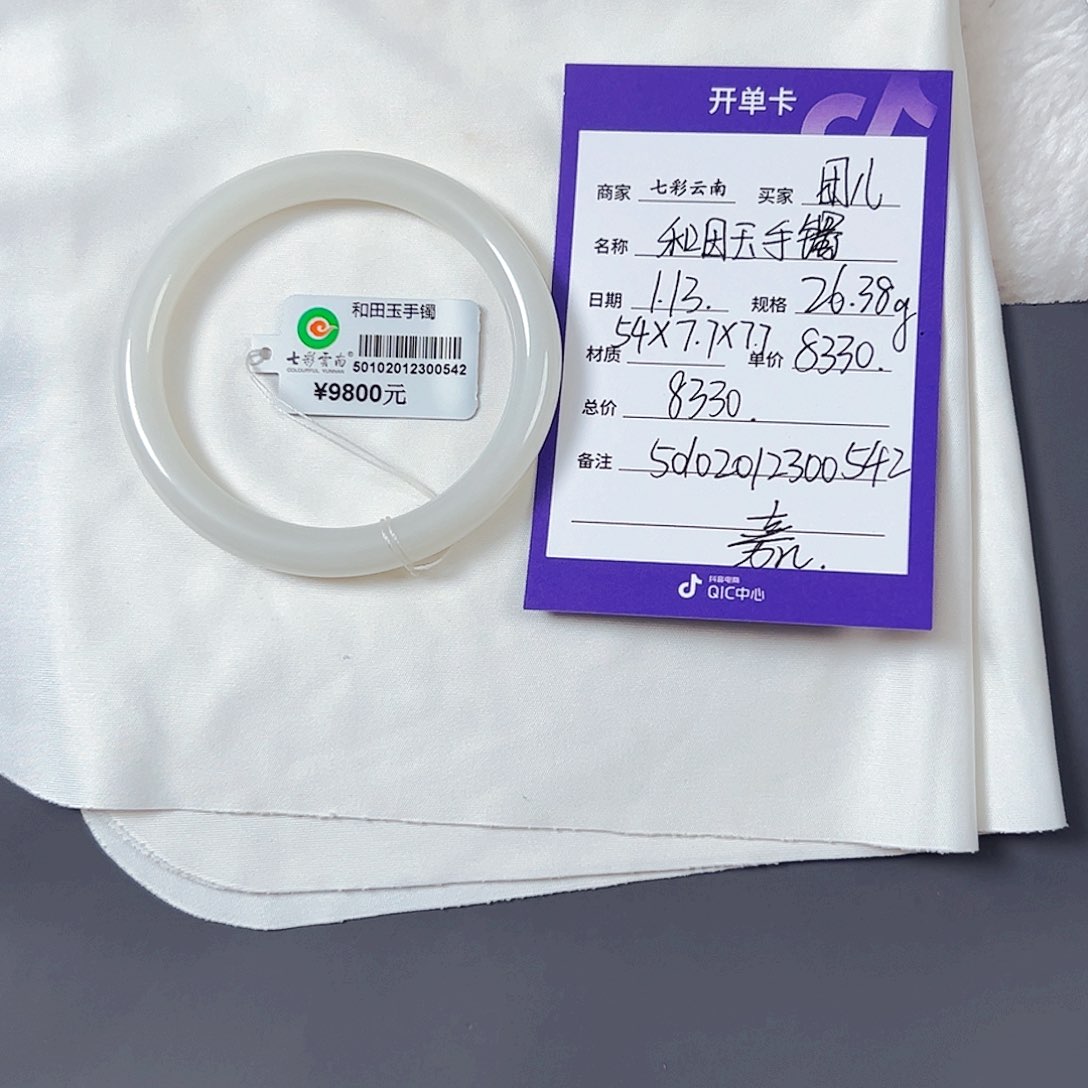 和田玉手镯
七彩云南®
COLOURFUL YUNNAN
50102012300542
¥9800元
开单卡
商家 七彩云南 买家 团儿
名称 和田玉手镯
日期 1.13. 规格 26.38g
54X7.7X7.7
材质 单价 8330.
总价 8330.
备注 50102012300542
抖音电商
QIC中心